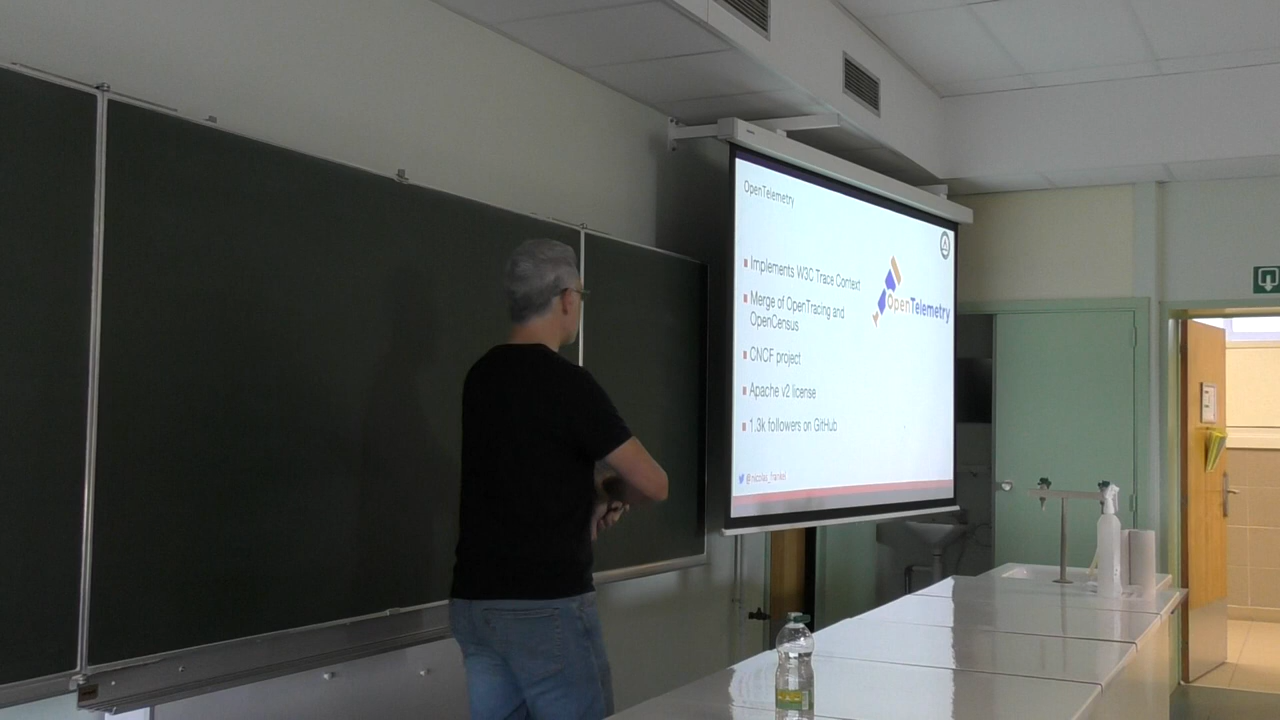 OpenTelemetry
Implements W3C Trace Context
Merge of OpenTracing and
OpenCensus
CNCF project
Apache v2 license
1.3k followers on GitHub
OpenTelemetry
@nicolas_frankel